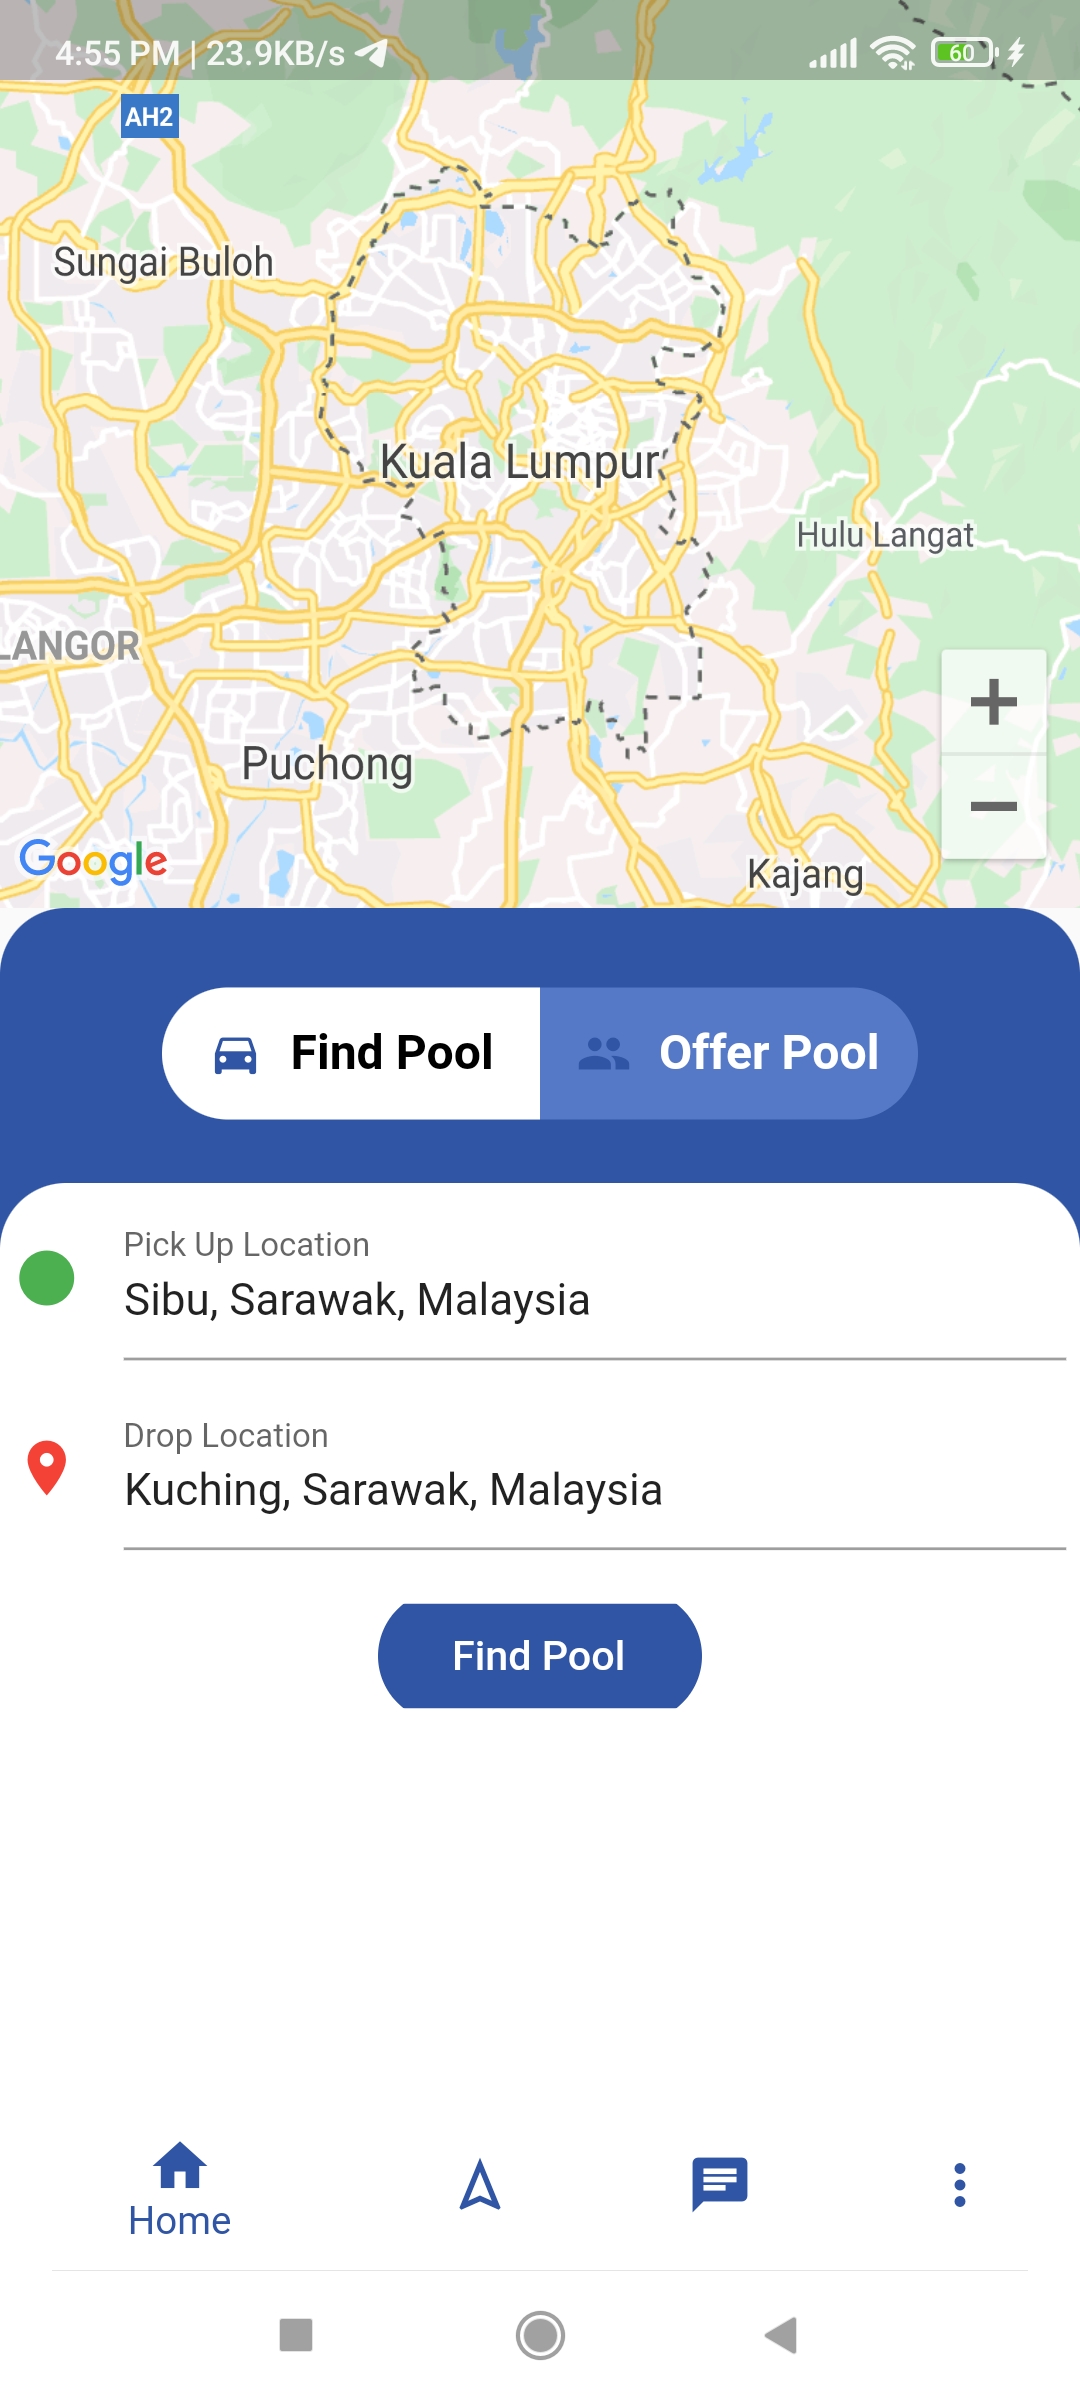 4:55 PM | 23.9KB/s
60
AH2
Sungai Buloh
Kuala Lumpur
Hulu Langat
LANGOR
Puchong
Google
Kajang
Find Pool
Offer Pool
Pick Up Location
Sibu, Sarawak, Malaysia
Drop Location
Kuching, Sarawak, Malaysia
Find Pool
Home